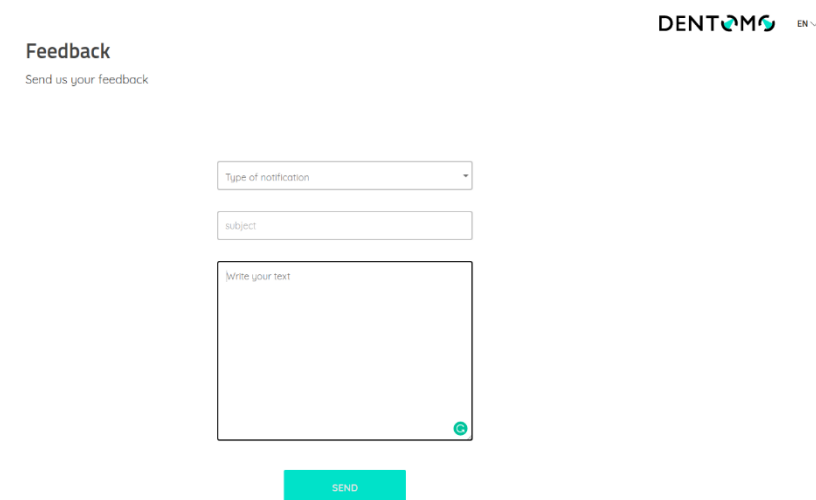 DENTOMO
EN
Feedback
Send us your feedback
Type of notification
subject
Write your text
SEND